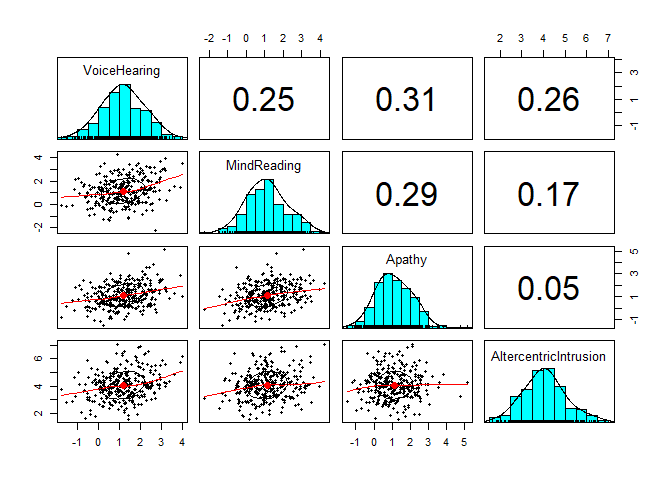 -2 -1 0 1 2 3 4
2 3 4 5 6 7
VoiceHearing
0.25
0.31
0.26
-1 1 3
-2 0 1 2 3 4
MindReading
0.29
0.17
Apathy
0.05
-1 1 3 5
2 4 6
AltercentricIntrusion
-1 0 1 2 3 4
-1 0 1 2 3 4 5